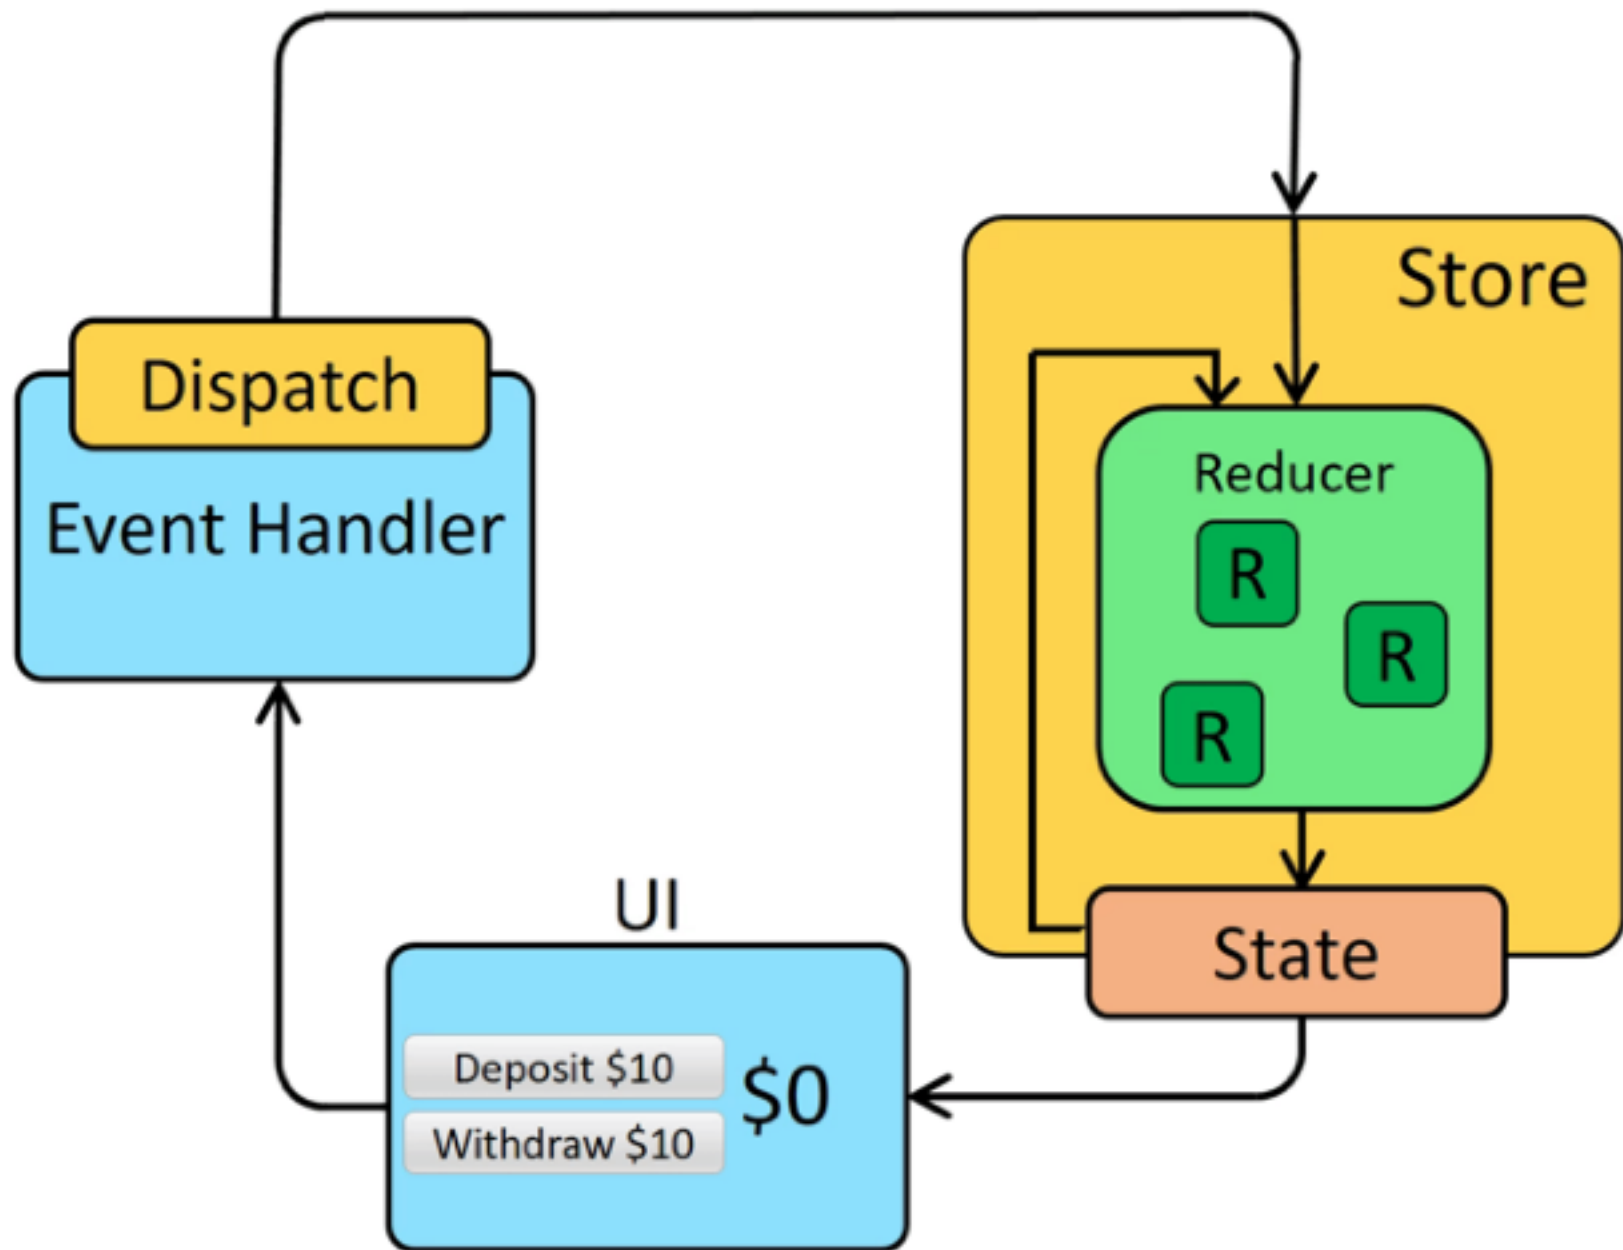 Store
Dispatch
Event Handler
Reducer
R
R
R
UI
State
Deposit $10
$0
Withdraw $10